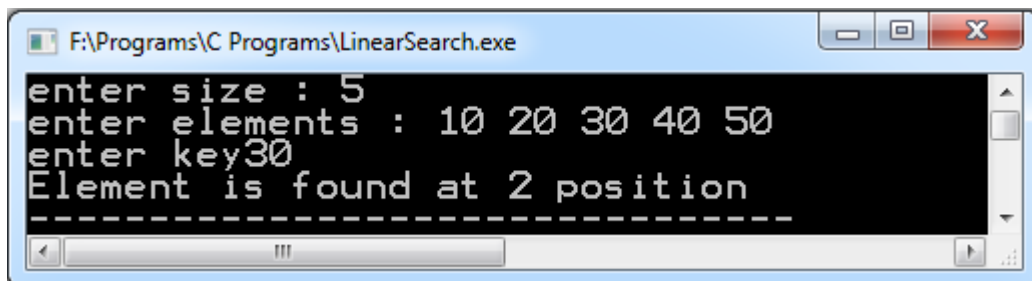 F:\Programs\C Programs\LinearSearch.exe
enter size : 5
enter elements : 10 20 30 40 50
enter key30
Element is found at 2 position
--------------------------------